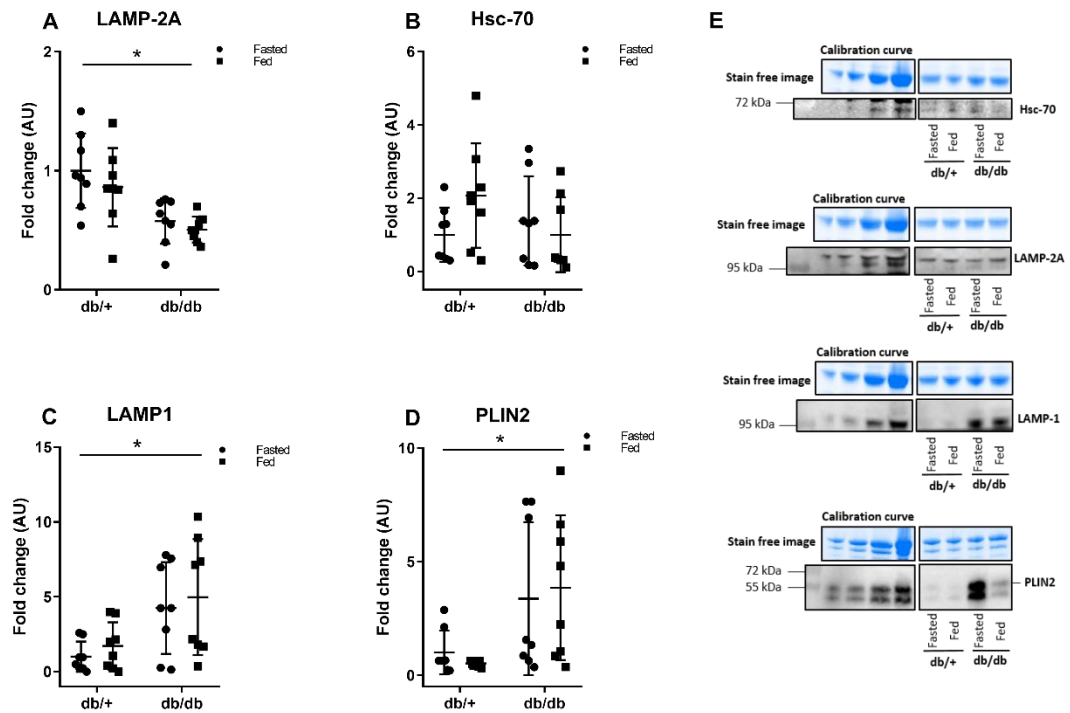 A
LAMP-2A
Fasted
Fed
*
Fold change (AU)
2
1
0
db/+
db/db
B
Hsc-70
Fasted
Fed
Fold change (AU)
6
4
2
0
db/+
db/db
C
LAMP1
Fasted
Fed
*
Fold change (AU)
15
10
5
0
db/+
db/db
D
PLIN2
Fasted
Fed
*
Fold change (AU)
10
5
0
db/+
db/db
E
Calibration curve
Stain free image
72 kDa
Hsc-70
Fasted
Fed
Fasted
Fed
db/+
db/db
Calibration curve
Stain free image
LAMP-2A
95 kDa
Fasted
Fed
Fasted
Fed
db/+
db/db
Calibration curve
Stain free image
95 kDa
LAMP-1
Fasted
Fed
Fasted
Fed
db/+
db/db
Calibration curve
Stain free image
72 kDa
55 kDa
PLIN2
Fasted
Fed
Fasted
Fed
db/+
db/db